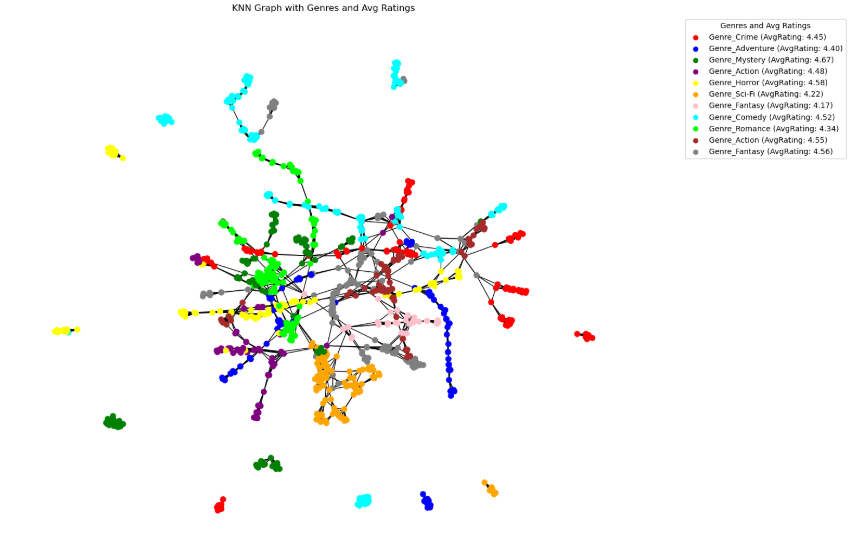 KNN Graph with Genres and Avg Ratings
Genres and Avg Ratings
Genre_Crime (AvgRating: 4.45)
Genre_Adventure (AvgRating: 4.40)
Genre_Mystery (AvgRating: 4.67)
Genre_Action (AvgRating: 4.48)
Genre_Horror (AvgRating: 4.58)
Genre_Sci-Fi (AvgRating: 4.22)
Genre_Fantasy (AvgRating: 4.17)
Genre_Comedy (AvgRating: 4.52)
Genre_Romance (AvgRating: 4.34)
Genre_Action (AvgRating: 4.55)
Genre_Fantasy (AvgRating: 4.56)